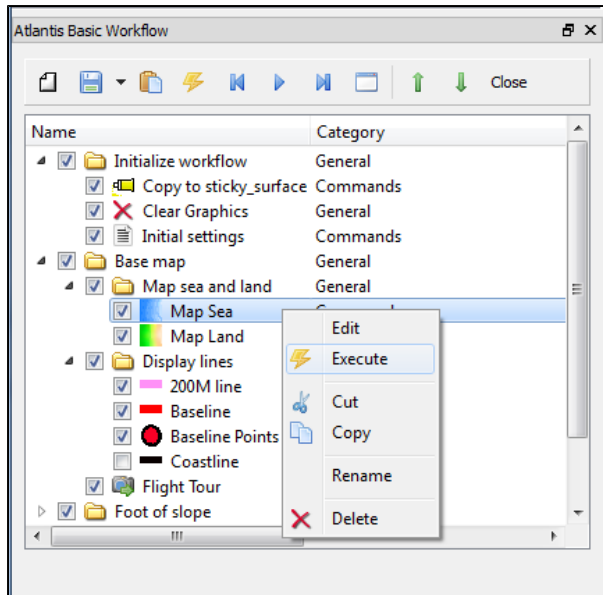 Atlantis Basic Workflow
Close
Name Category
Initialize workflow General
Copy to sticky_surface Commands
Clear Graphics General
Initial settings Commands
Base map General
Map sea and land General
Map Sea
Map Land
Edit
Execute
Display lines
200M line
Cut
Baseline
Copy
Baseline Points
Coastline
Rename
Flight Tour
Foot of slope
Delete